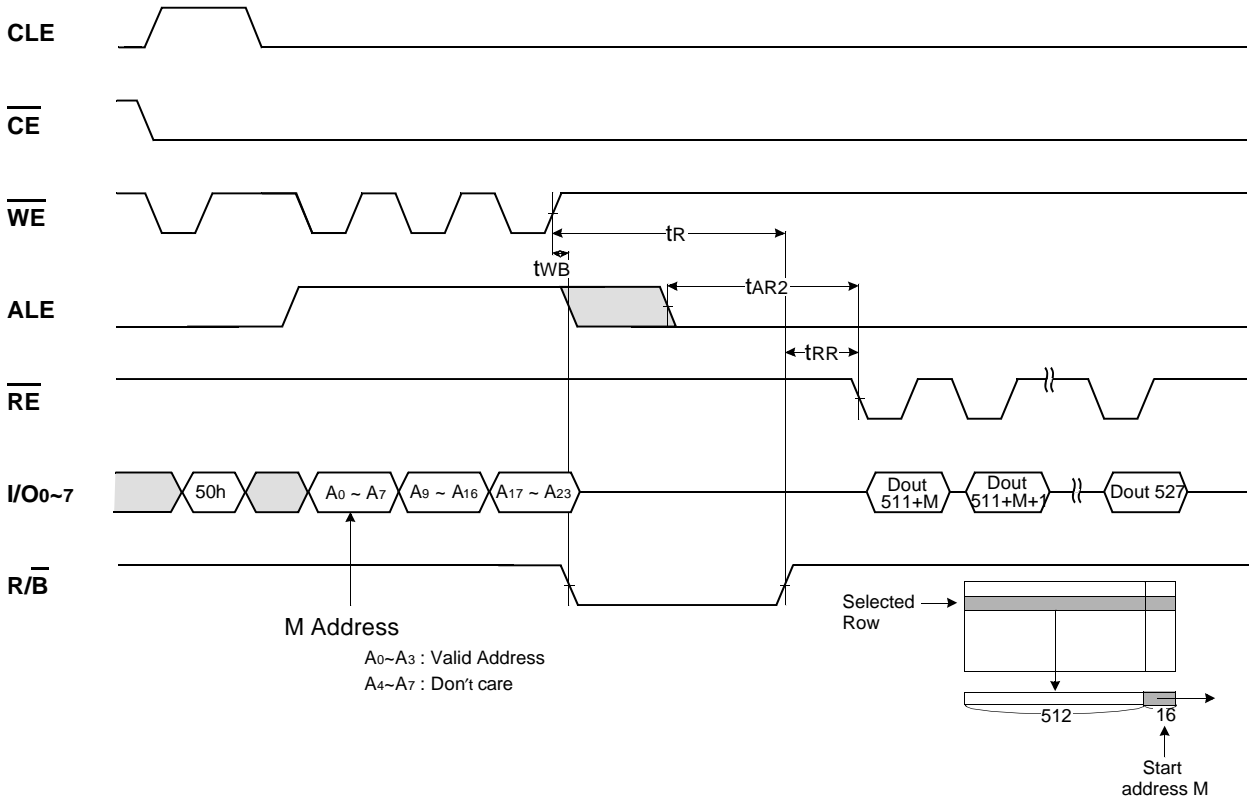 CLE
CE
WE
tR
tWB
ALE
tAR2
tRR
RE
I/O0~7
50h
A0 ~ A7
A9 ~ A16
A17 ~ A23
Dout
511+M
Dout
511+M+1
Dout 527
R/B
M Address
A0~A3 : Valid Address
A4~A7 : Don't care
Selected
Row
512
16
Start
address M